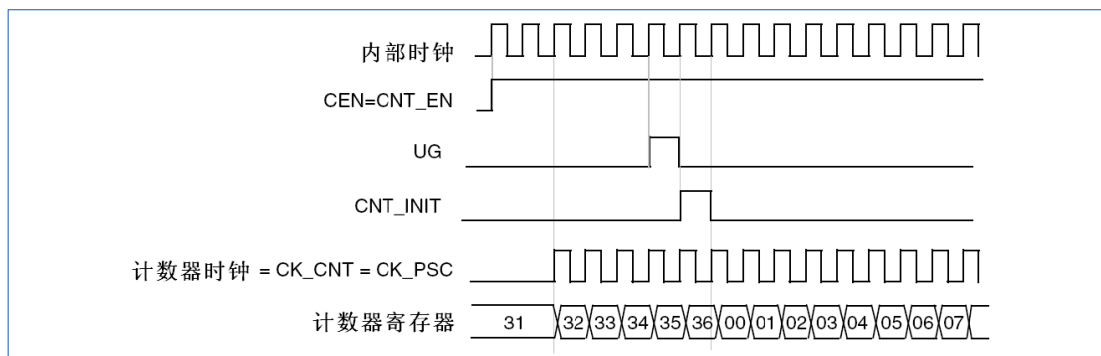 内部时钟
CEN=CNT_EN
UG
CNT_INIT
计数器时钟 = CK_CNT = CK_PSC
计数器寄存器 31 32 33 34 35 36 00 01 02 03 04 05 06 07